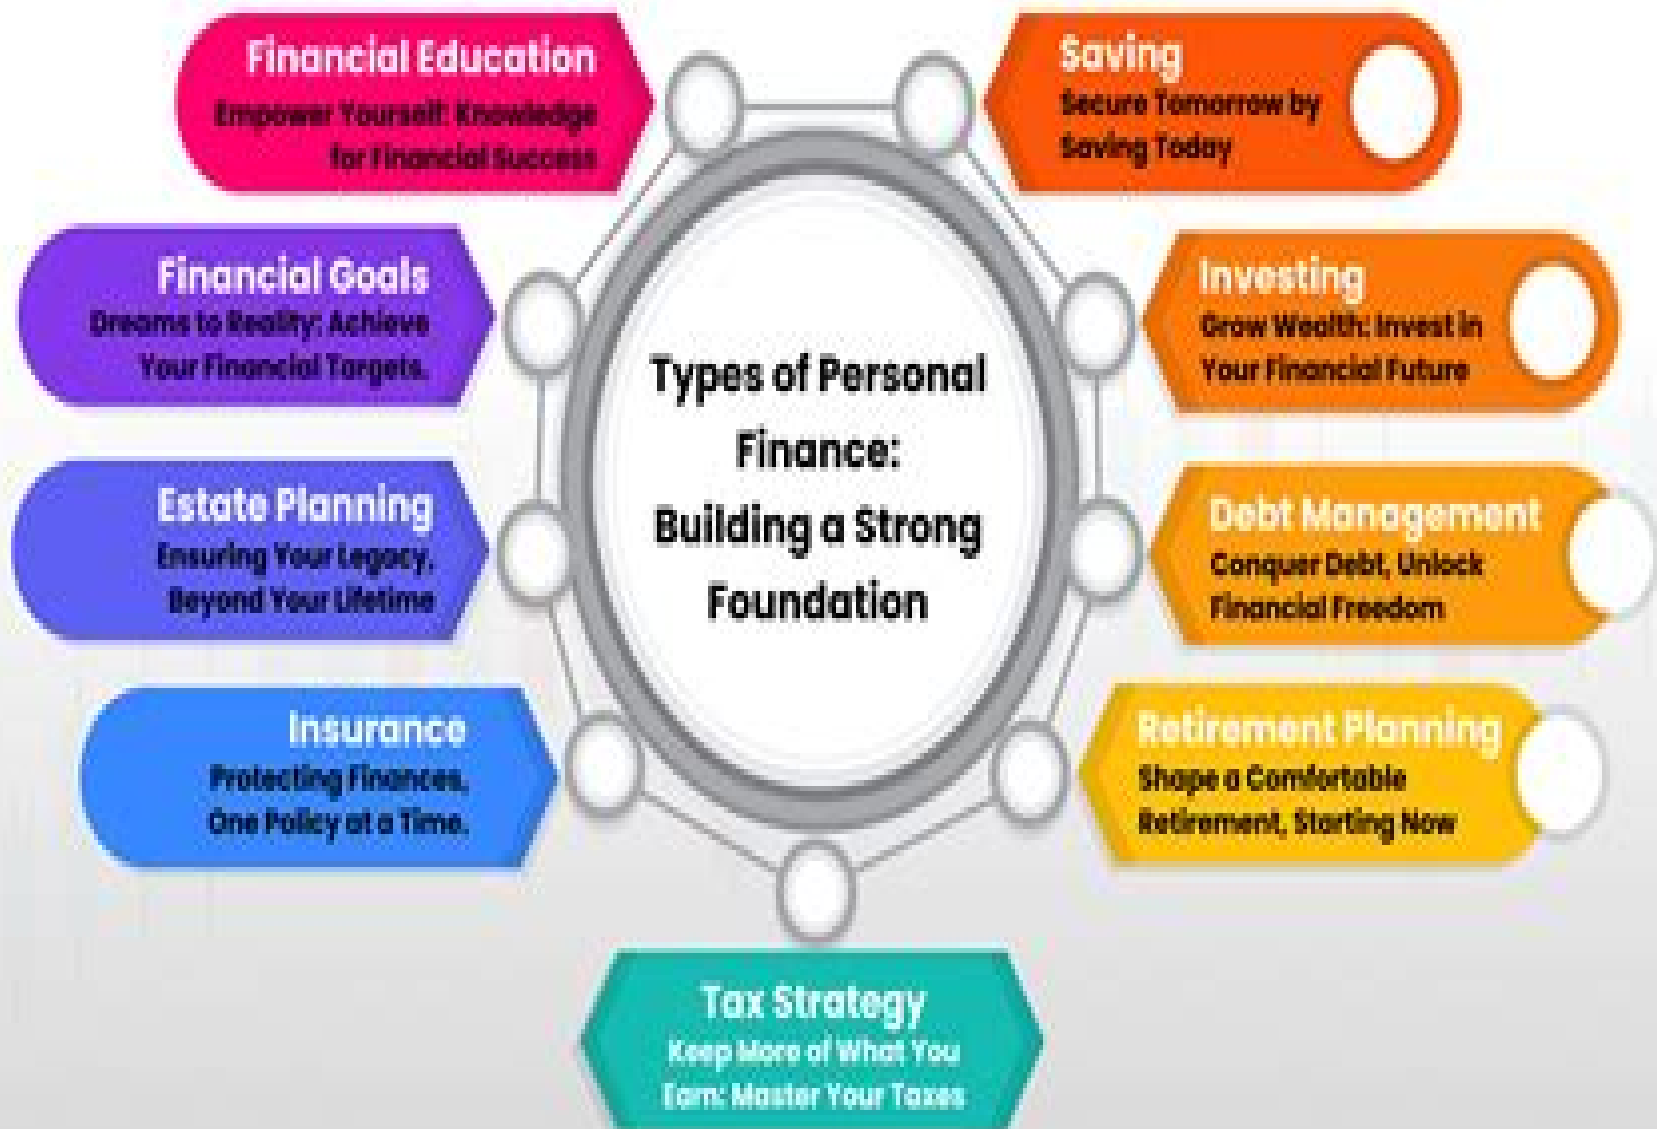 Financial Education
Empower Yourself: Knowledge
for Financial Success
Saving
Secure Tomorrow by
Saving Today
Financial Goals
Dreams to Reality: Achieve
Your Financial Targets.
Investing
Grow Wealth: Invest in
Your Financial Future
Types of Personal
Finance:
Building a Strong
Foundation
Estate Planning
Ensuring Your Legacy,
Beyond Your Lifetime
Debt Management
Conquer Debt, Unlock
Financial Freedom
Insurance
Protecting Finances,
One Policy at a Time.
Retirement Planning
Shape a Comfortable
Retirement, Starting Now
Tax Strategy
Keep More of What You
Earn: Master Your Taxes